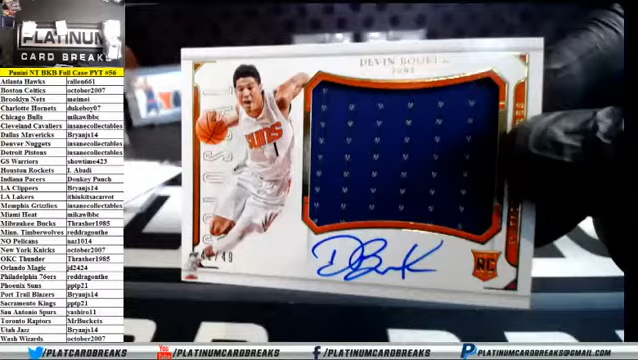 PLATINUM
CARD BREAKS
Panini NT BKB Full Case PYT #56
Atlanta Hawks rallen661
Boston Celtics october2007
Brooklyn Nets meimei
Charlotte Hornets dukeboy07
Chicago Bulls mikawlbbc
Cleveland Cavaliers insanecollectables
Dallas Mavericks Bryanjs14
Denver Nuggets insanecollectables
Detroit Pistons insanecollectables
GS Warriors showtime423
Houston Rockets I. Abadi
Indiana Pacers Donkey Punch
LA Clippers Bryanjs14
LA Lakers ithinkitsacarrot
Memphis Grizzlies insanecollectables
Miami Heat mikawlbbc
Milwaukee Bucks Thrasher1985
Minn. Timberwolves reddragonthe
NO Pelicans naz1014
New York Knicks october2007
OKC Thunder Thrasher1985
Orlando Magic jd2424
Philadelphia 76ers reddragonthe
Phoenix Suns pptp21
Port Trail Blazers Bryanjs14
Sacramento Kings pptp21
San Antonio Spurs yashiro11
Toronto Raptors MrBuckets
Utah Jazz Bryanjs14
Wash Wizards october2007
DEVIN BOOKER
SUNS
SUNS
1
/49
RC
/PLATCARDBREAKS
/PLATINUMCARDBREAKS
/PLATINUMCARDBREAKS
PLATINUMCARDBREAKS@GMAIL.COM